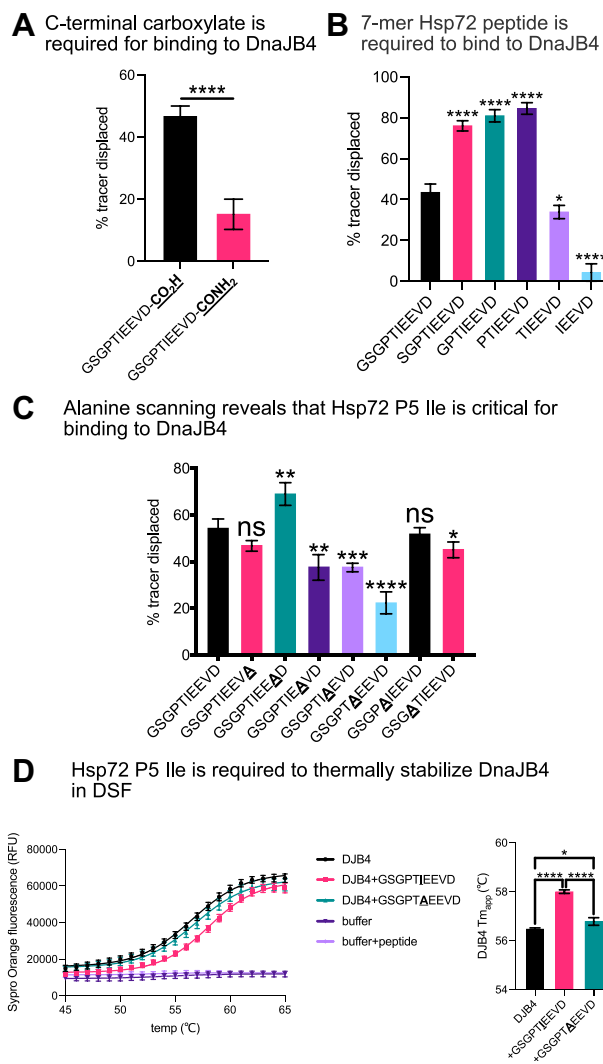 A C-terminal carboxylate is
required for binding to DnaJB4
% tracer displaced
60
40
20
0
****
GSGPTIEEVD-CO₂H
GSGPTIEEVD-CONH₂
B 7-mer Hsp72 peptide is
required to bind to DnaJB4
% tracer displaced
100
80
60
40
20
0
****
****
****
*
****
GSGPTIEEVD
SGPTIEEVD
GPTIEEVD
PTIEEVD
TIEEVD
IEEVD
C Alanine scanning reveals that Hsp72 P5 Ile is critical for
binding to DnaJB4
% tracer displaced
80
60
40
20
0
ns
**
**
***
****
ns
*
GSGPTIEEVD
GSGPTIEEVA
GSGPTIEEAD
GSGPTIEAVD
GSGPTIAEVD
GSGPTAEEVD
GSGPAIEEVD
GSGATIEEVD
D Hsp72 P5 Ile is required to thermally stabilize DnaJB4
in DSF
Sypro Orange fluorescence (RFU)
80000
60000
40000
20000
0
45
50
55
60
65
temp (℃)
DJB4
DJB4+GSGPTIEEVD
DJB4+GSGPTAEEVD
buffer
buffer+peptide
DJB4 Tmapp(℃)
60
58
56
54
*
****
****
DJB4
+GSGPTIEEVD
+GSGPTAEEVD